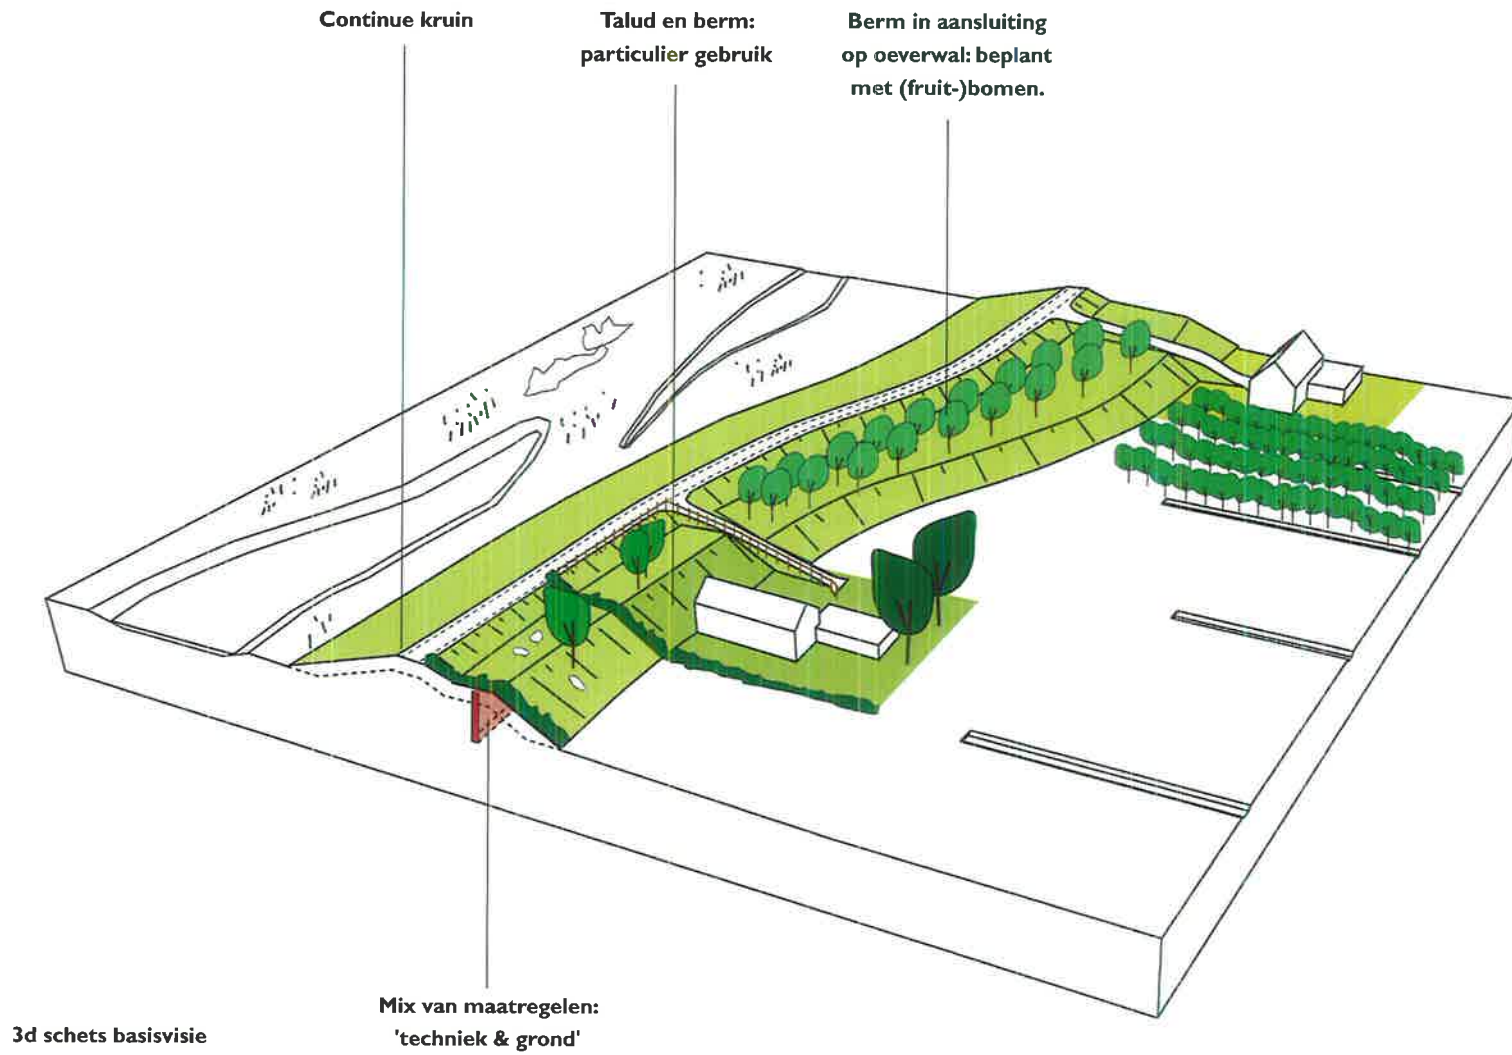 Continue kruin
Talud en berm:
particulier gebruik
Berm in aansluiting
op oeverwal: beplant
met (fruit-)bomen.
Mix van maatregelen:
'techniek & grond'
3d schets basisvisie